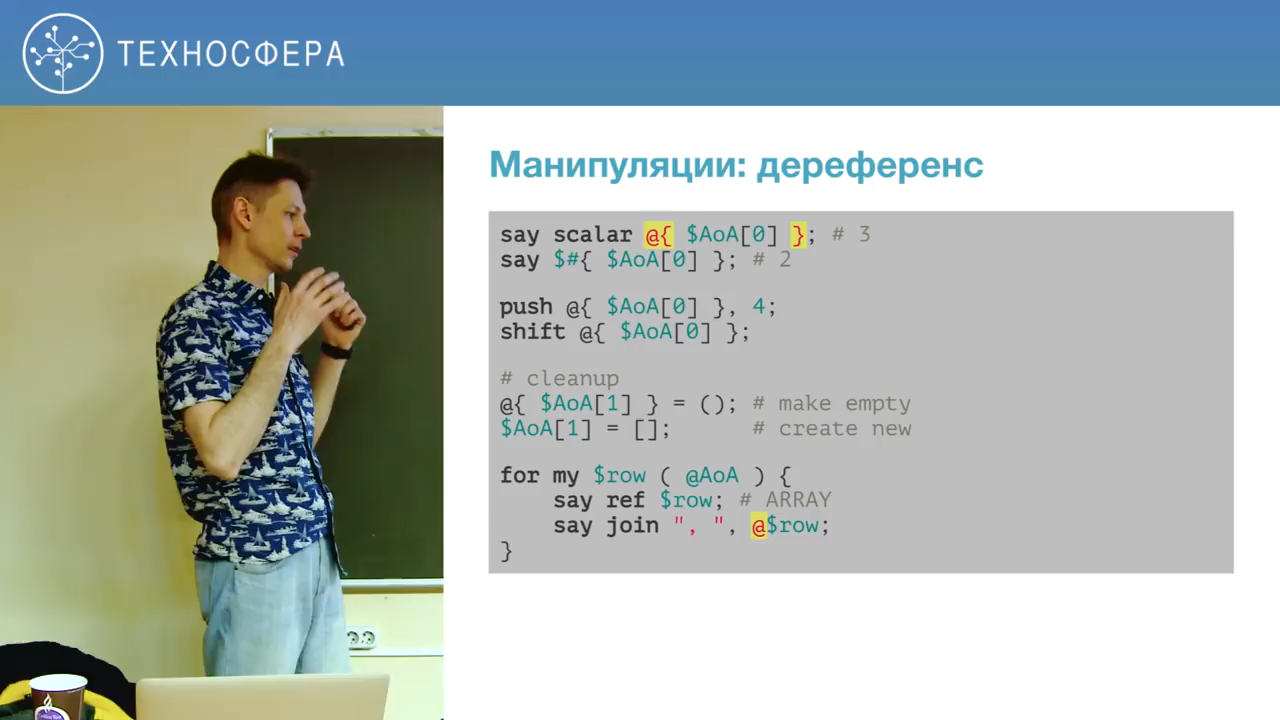 ТЕХНОСФЕРА
Манипуляции: дереференс
say scalar @{ $AoA[0] }; # 3
say $#{ $AoA[0] }; # 2
push @{ $AoA[0] }, 4;
shift @{ $AoA[0] };
# cleanup
@{ $AoA[1] } = (); # make empty
$AoA[1] = [];      # create new
for my $row ( @AoA ) {
    say ref $row; # ARRAY
    say join ", ", @$row;
}